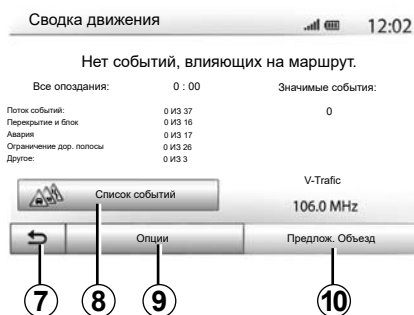 Сводка движения 12:02
Нет событий, влияющих на маршрут.
Все опоздания: 0 : 00 Значимые события:
0
Поток событий: 0 ИЗ 37
Перекрытие и блок 0 ИЗ 16
Авария 0 ИЗ 17
Ограничение дор. полосы 0 ИЗ 26
Другое: 0 ИЗ 3
Список событий
V-Trafic
106.0 MHz
Опции Предлож. Объезд
7 8 9 10